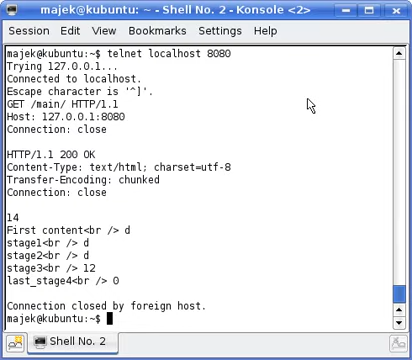 majek@kubuntu: ~ - Shell No. 2 - Konsole <2>
Session Edit View Bookmarks Settings Help
majek@kubuntu:~$ telnet localhost 8080
Trying 127.0.0.1...
Connected to localhost.
Escape character is '^]'.
GET /main/ HTTP/1.1
Host: 127.0.0.1:8080
Connection: close

HTTP/1.1 200 OK
Content-Type: text/html; charset=utf-8
Transfer-Encoding: chunked
Connection: close

14
First content<br /> d
stage1<br /> d
stage2<br /> d
stage3<br /> 12
last_stage4<br /> 0

Connection closed by foreign host.
majek@kubuntu:~$
Shell No. 2